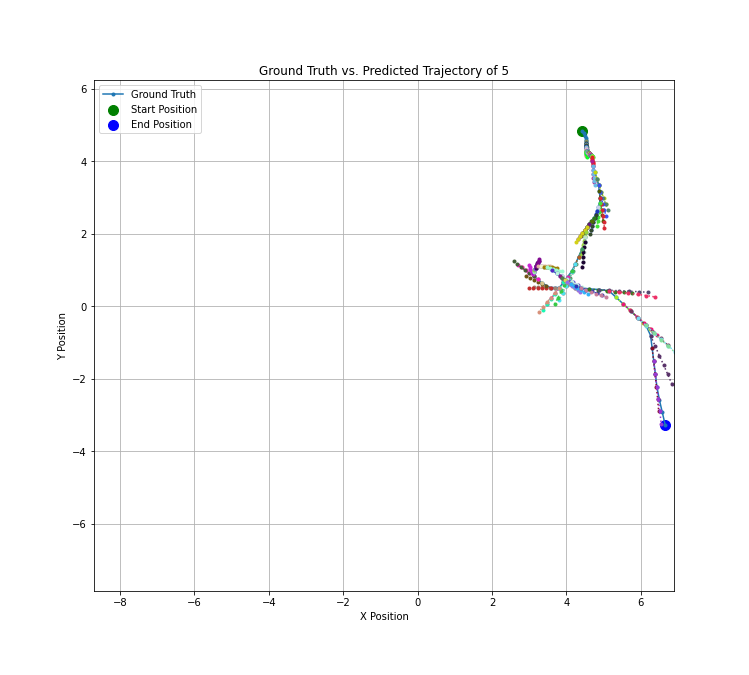 Ground Truth vs. Predicted Trajectory of 5
Ground Truth
Start Position
End Position
6
4
2
0
−2
−4
−6
Y Position
−8 −6 −4 −2 0 2 4 6
X Position